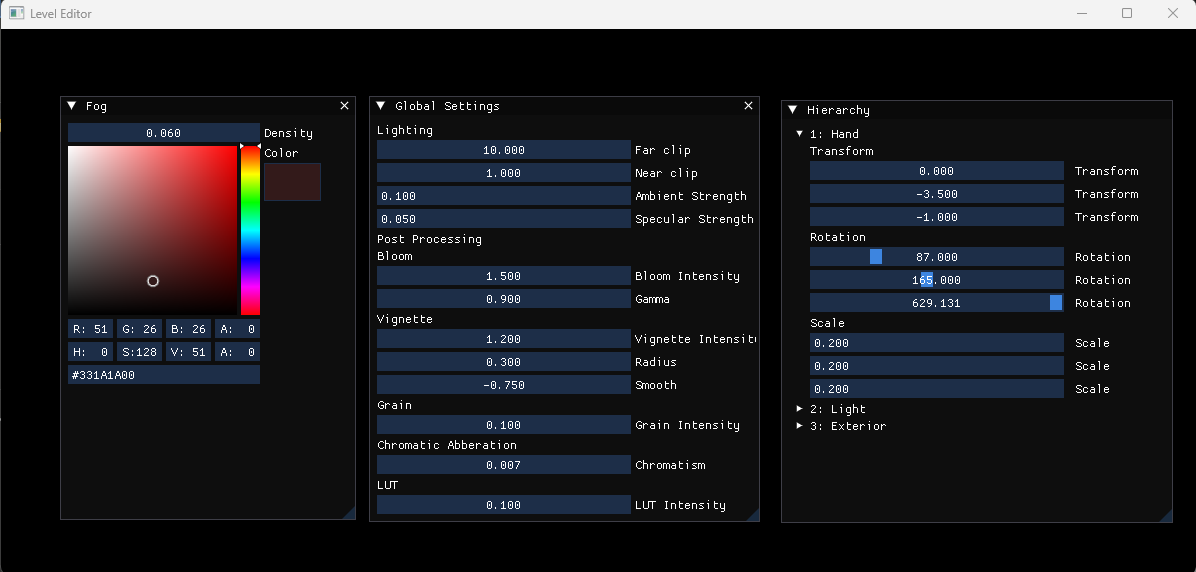 Level Editor
Fog
0.060 Density
Color
R: 51 G: 26 B: 26 A: 0
H: 0 S:128 V: 51 A: 0
#331A1A00
Global Settings
Lighting
10.000 Far clip
1.000 Near clip
0.100 Ambient Strength
0.050 Specular Strength
Post Processing
Bloom
1.500 Bloom Intensity
0.900 Gamma
Vignette
1.200 Vignette Intensit
0.300 Radius
-0.750 Smooth
Grain
0.100 Grain Intensity
Chromatic Abberation
0.007 Chromatism
LUT
0.100 LUT Intensity
Hierarchy
1: Hand
Transform
0.000 Transform
-3.500 Transform
-1.000 Transform
Rotation
87.000 Rotation
165.000 Rotation
629.131 Rotation
Scale
0.200 Scale
0.200 Scale
0.200 Scale
2: Light
3: Exterior